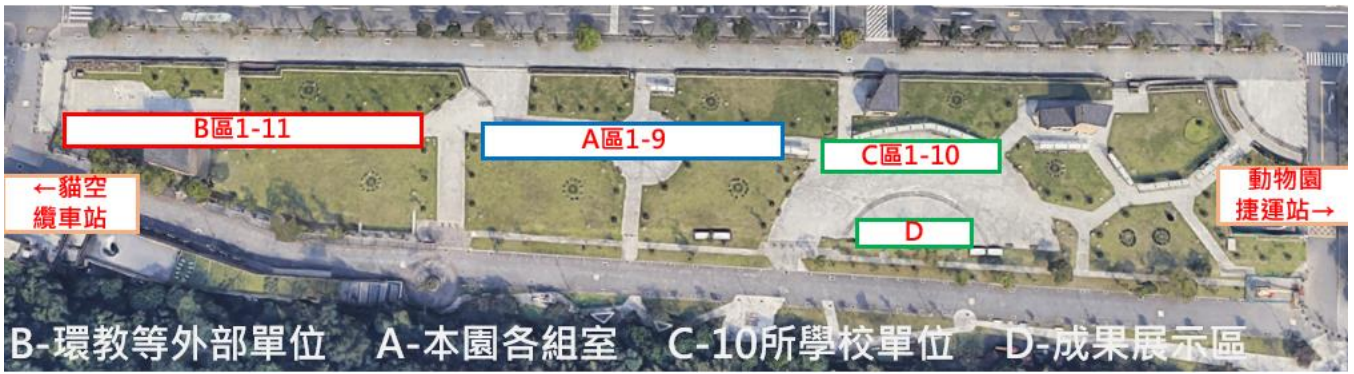 B區1-11
A區1-9
C區1-10
←貓空
纜車站
動物園
捷運站→
D
B-環教等外部單位 A-本園各組室 C-10所學校單位 D-成果展示區